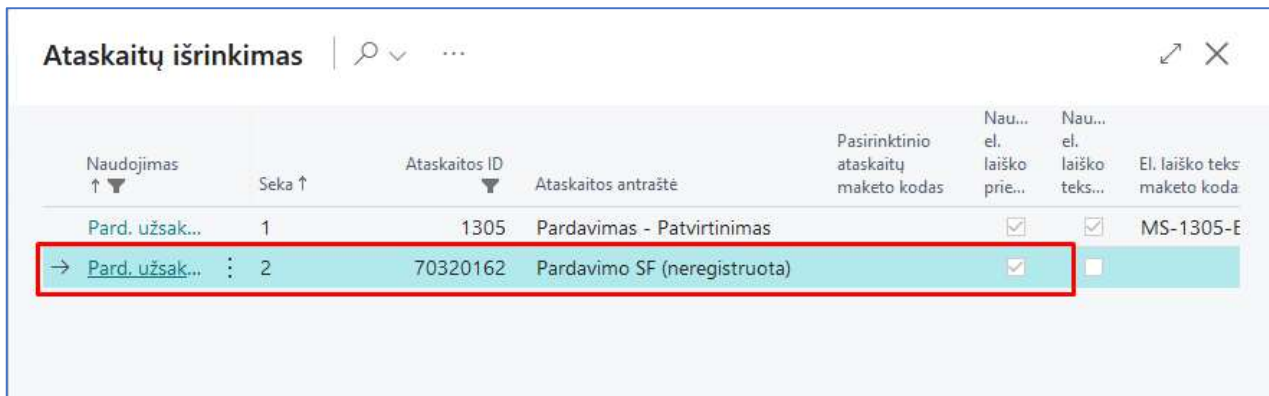 Ataskaitų išrinkimas
Naudojimas
Seka
Ataskaitos ID
Ataskaitos antraštė
Pasirinktinio
ataskaitų
maketo kodas
Nau...
el.
laiško
prie...
Nau...
el.
laiško
teks...
El. laiško teks
maketo koda
Pard. užsak... 1 1305 Pardavimas - Patvirtinimas MS-1305-E
Pard. užsak... 2 70320162 Pardavimo SF (neregistruota)